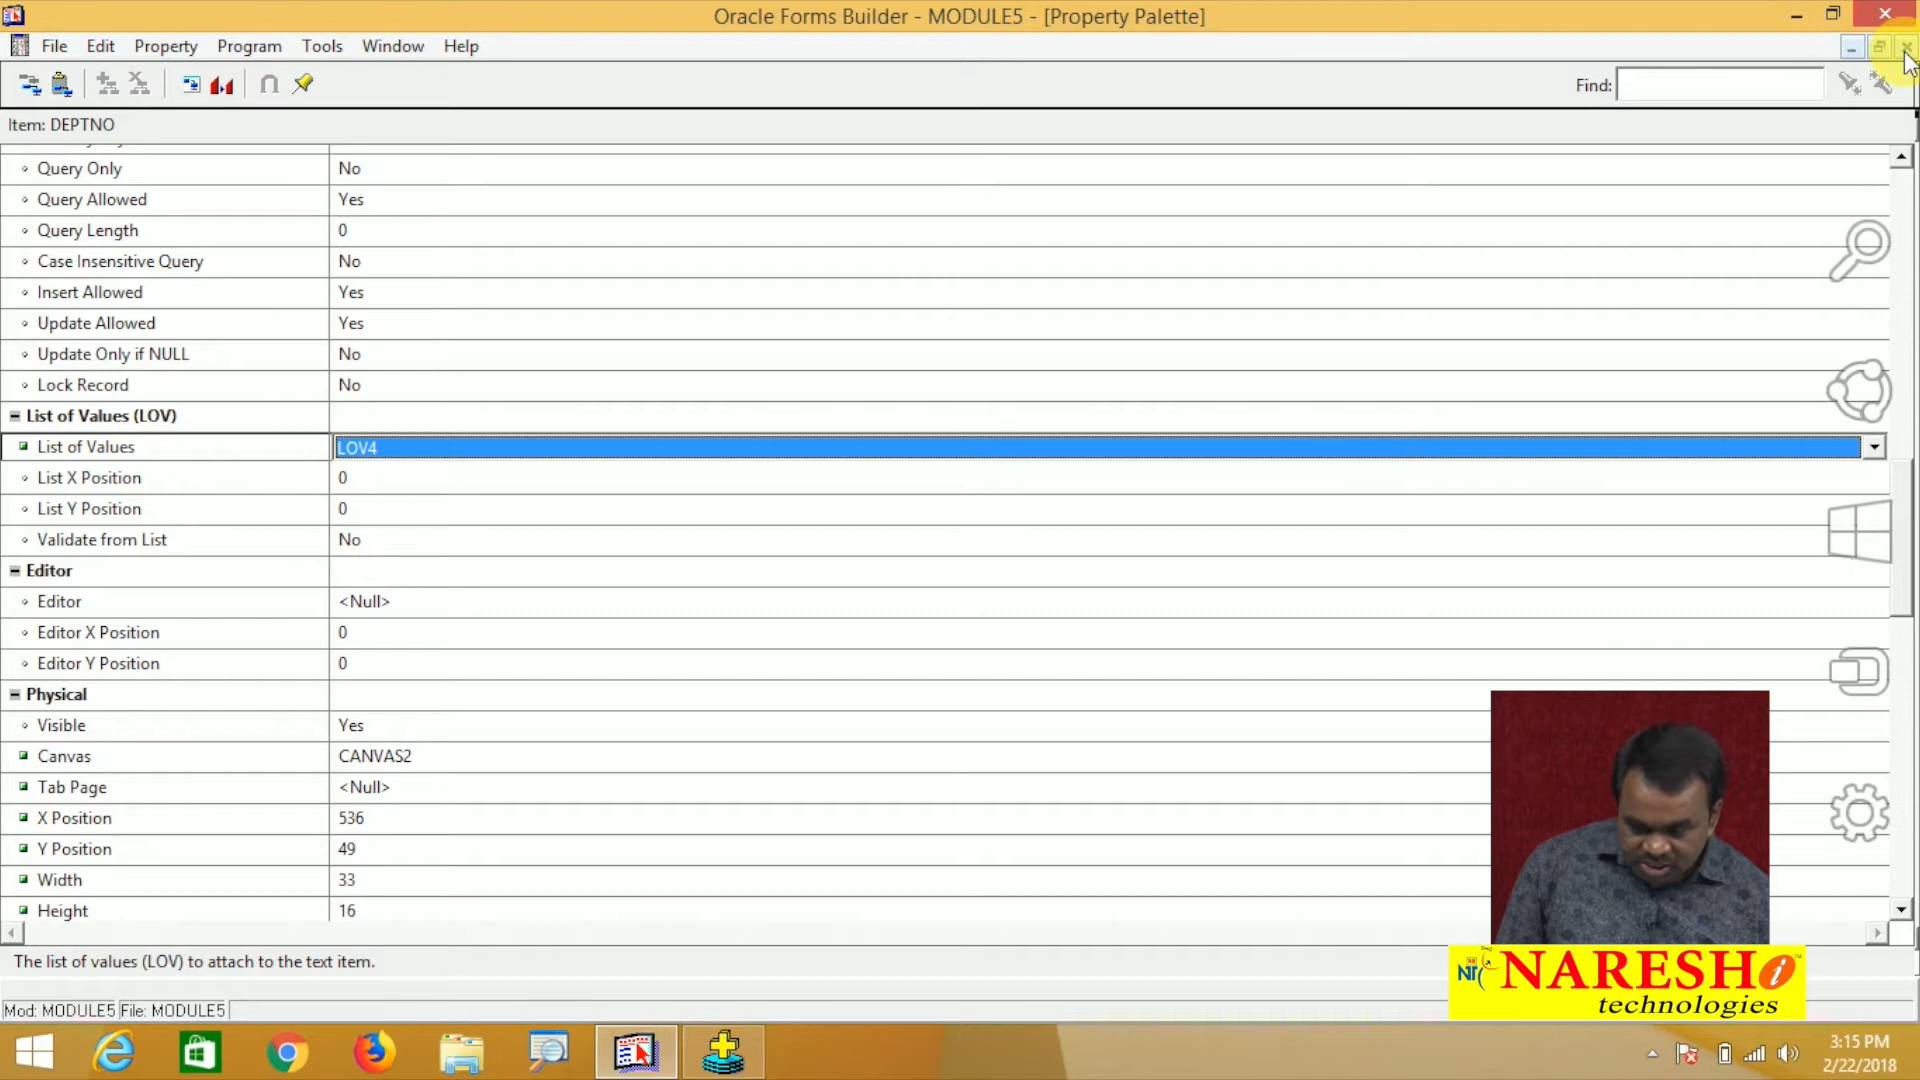 Oracle Forms Builder - MODULE5 - [Property Palette]
File Edit Property Program Tools Window Help
Find:
Item: DEPTNO
Query Only No
Query Allowed Yes
Query Length 0
Case Insensitive Query No
Insert Allowed Yes
Update Allowed Yes
Update Only if NULL No
Lock Record No
List of Values (LOV)
List of Values LOV4
List X Position 0
List Y Position 0
Validate from List No
Editor
Editor <Null>
Editor X Position 0
Editor Y Position 0
Physical
Visible Yes
Canvas CANVAS2
Tab Page <Null>
X Position 536
Y Position 49
Width 33
Height 16
The list of values (LOV) to attach to the text item.
Mod: MODULE5 File: MODULE5
NARESH i
technologies
3:15 PM
2/22/2018